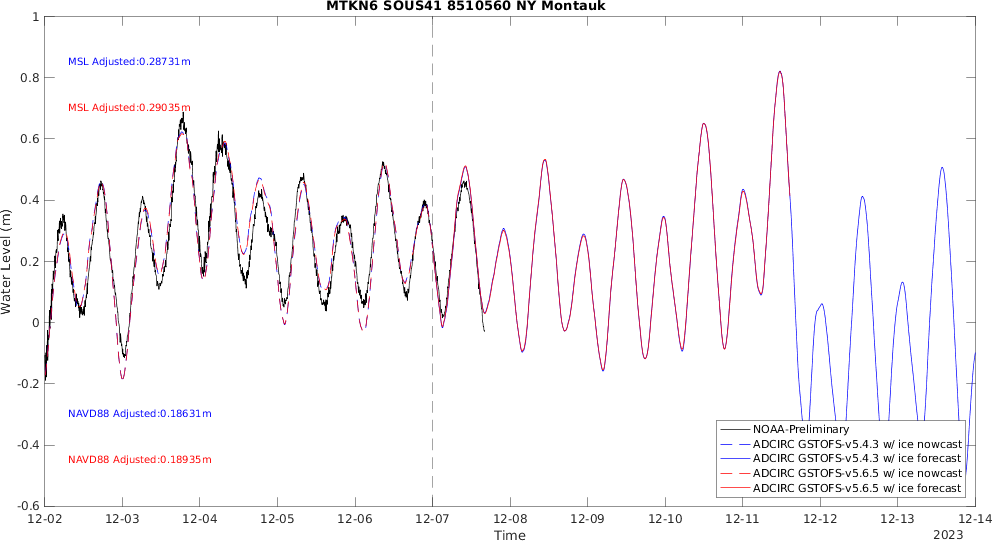 MTKN6 SOUS41 8510560 NY Montauk
1
0.8
0.6
0.4
0.2
0
-0.2
-0.4
-0.6
Water Level (m)
MSL Adjusted:0.28731m
MSL Adjusted:0.29035m
NAVD88 Adjusted:0.18631m
NAVD88 Adjusted:0.18935m
NOAA-Preliminary
ADCIRC GSTOFS-v5.4.3 w/ ice nowcast
ADCIRC GSTOFS-v5.4.3 w/ ice forecast
ADCIRC GSTOFS-v5.6.5 w/ ice nowcast
ADCIRC GSTOFS-v5.6.5 w/ ice forecast
12-02 12-03 12-04 12-05 12-06 12-07 12-08 12-09 12-10 12-11 12-12 12-13 12-14
Time
2023